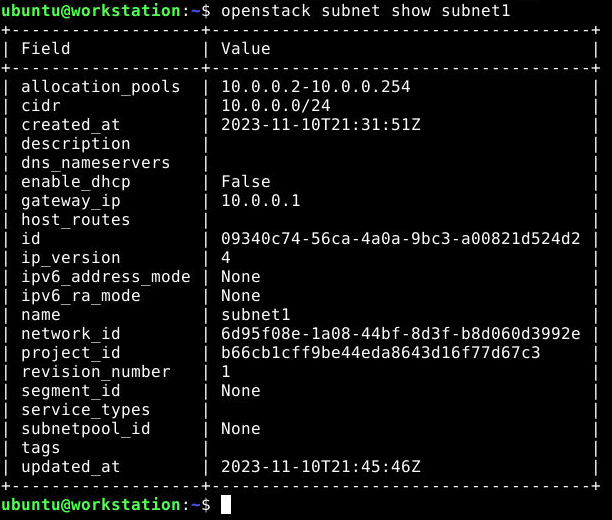 ubuntu@workstation:~$ openstack subnet show subnet1
+-------------------+--------------------------------------+
| Field             | Value                                |
+-------------------+--------------------------------------+
| allocation_pools  | 10.0.0.2-10.0.0.254                  |
| cidr              | 10.0.0.0/24                          |
| created_at        | 2023-11-10T21:31:51Z                 |
| description       |                                      |
| dns_nameservers   |                                      |
| enable_dhcp       | False                                |
| gateway_ip        | 10.0.0.1                             |
| host_routes       |                                      |
| id                | 09340c74-56ca-4a0a-9bc3-a00821d524d2 |
| ip_version        | 4                                    |
| ipv6_address_mode | None                                 |
| ipv6_ra_mode      | None                                 |
| name              | subnet1                              |
| network_id        | 6d95f08e-1a08-44bf-8d3f-b8d060d3992e |
| project_id        | b66cb1cff9be44eda8643d16f77d67c3     |
| revision_number   | 1                                    |
| segment_id        | None                                 |
| service_types     |                                      |
| subnetpool_id     | None                                 |
| tags              |                                      |
| updated_at        | 2023-11-10T21:45:46Z                 |
+-------------------+--------------------------------------+
ubuntu@workstation:~$